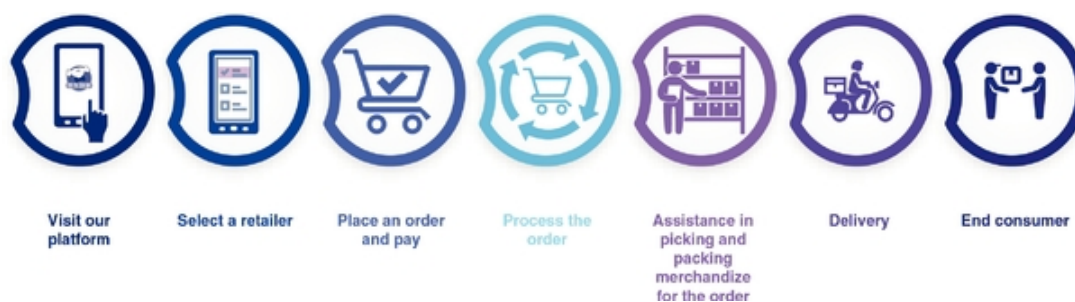 Visit our
platform
Select a retailer
Place an order
and pay
Process the
order
Assistance in
picking and
packing
merchandize
for the order
Delivery
End consumer